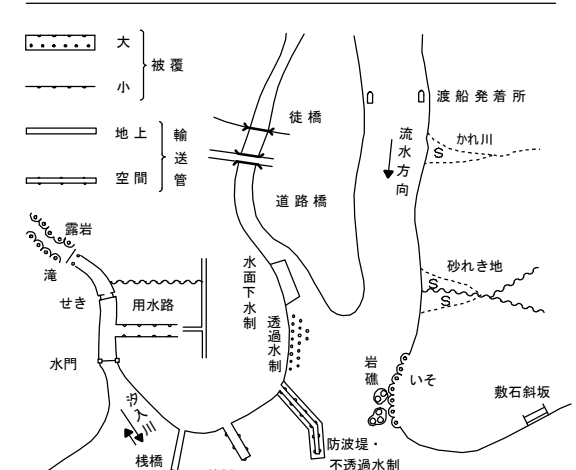 大
被覆
小
地上
輸送管
空間
徒橋
渡船発着所
かれ川
流水方向
道路橋
露岩
滝
せき
用水路
水面下水制
砂れき地
透過水制
水門
岩礁
いそ
敷石斜坂
汐入川
防波堤・
不透過水制
桟橋
S
S
S